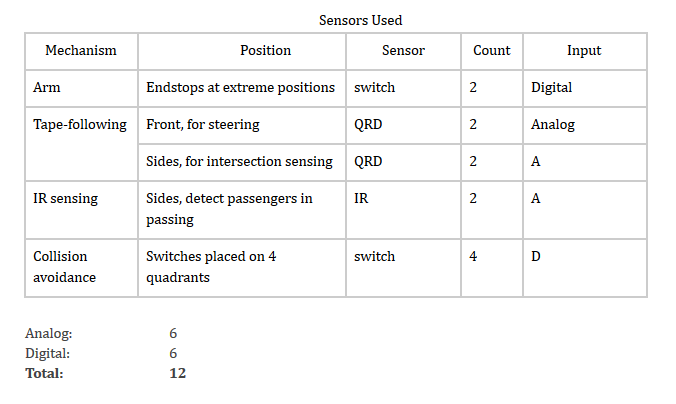 Sensors Used
Mechanism Position Sensor Count Input
Arm Endstops at extreme positions switch 2 Digital
Tape-following Front, for steering QRD 2 Analog
Sides, for intersection sensing QRD 2 A
IR sensing Sides, detect passengers in IR 2 A
passing
Collision Switches placed on 4 switch 4 D
avoidance quadrants
Analog: 6
Digital: 6
Total: 12